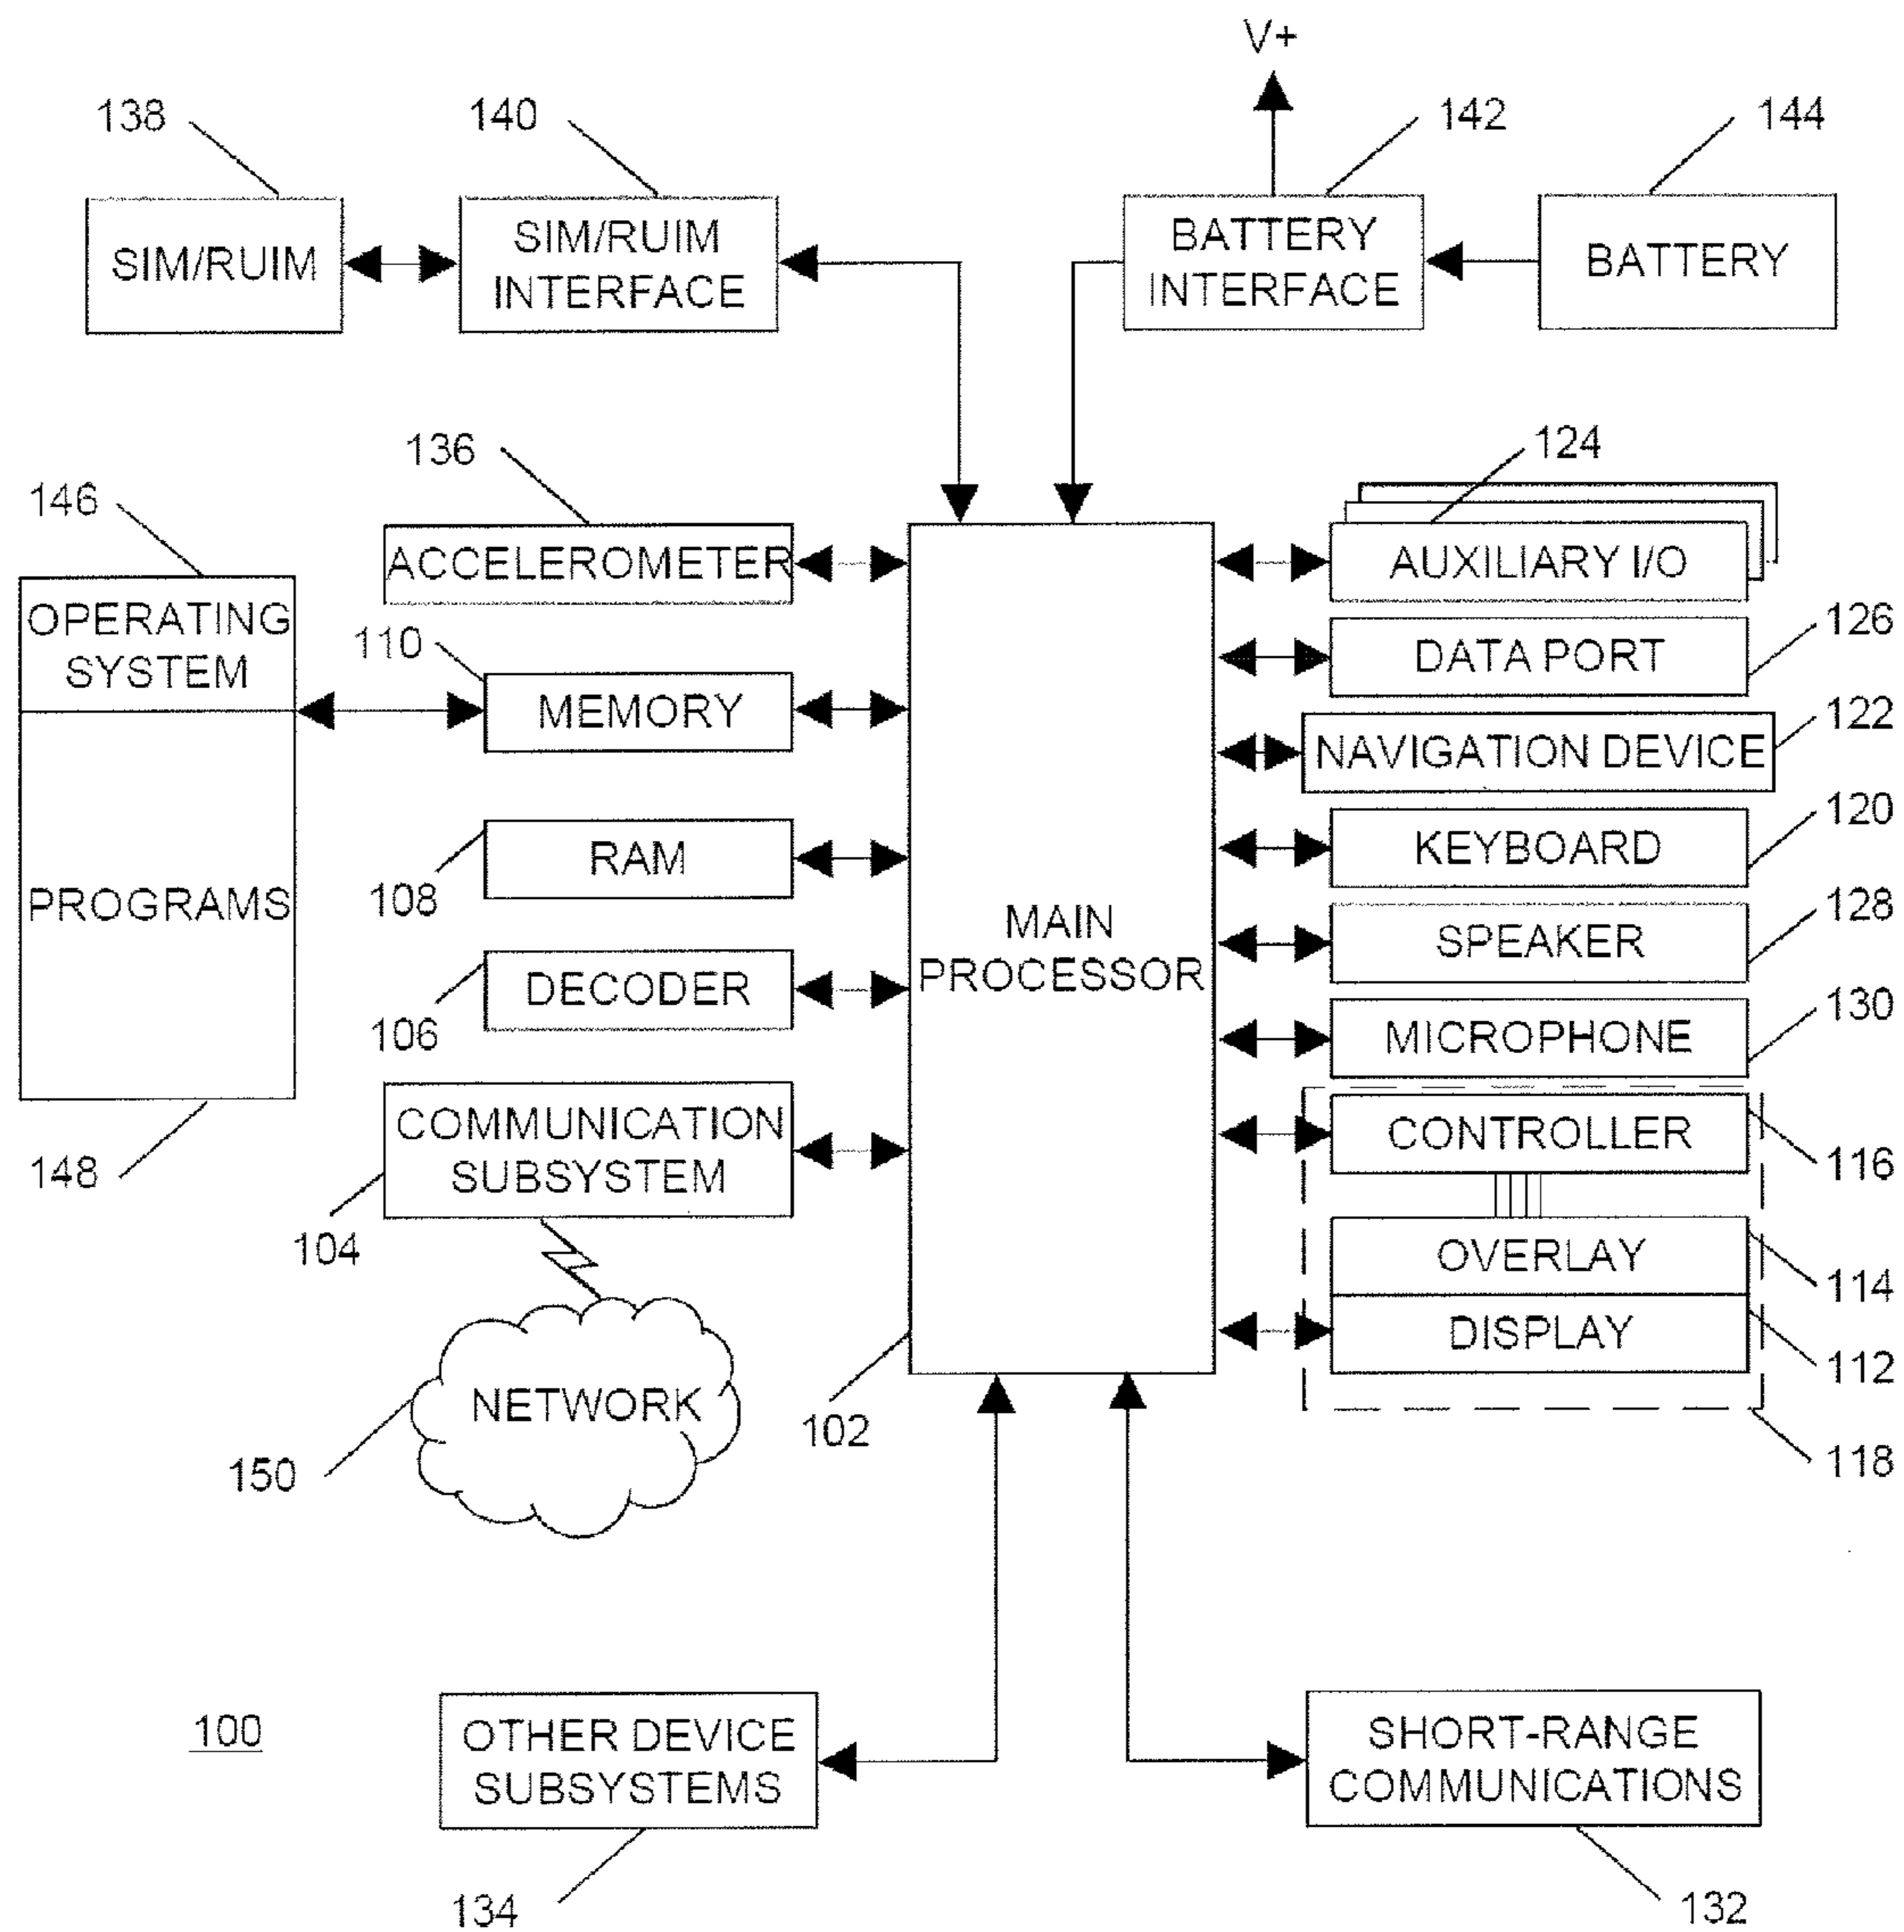 V+
138
140
142
144
SIM/RUIM
SIM/RUIM
INTERFACE
BATTERY
INTERFACE
BATTERY
136
124
146
ACCELEROMETER
AUXILIARY I/O
OPERATING
SYSTEM
110
MEMORY
DATA PORT
126
NAVIGATION DEVICE
122
RAM
108
KEYBOARD
120
PROGRAMS
MAIN
PROCESSOR
SPEAKER
128
DECODER
106
MICROPHONE
130
COMMUNICATION
SUBSYSTEM
CONTROLLER
116
148
104
OVERLAY
114
DISPLAY
112
NETWORK
150
102
118
100
OTHER DEVICE
SUBSYSTEMS
SHORT-RANGE
COMMUNICATIONS
134
132